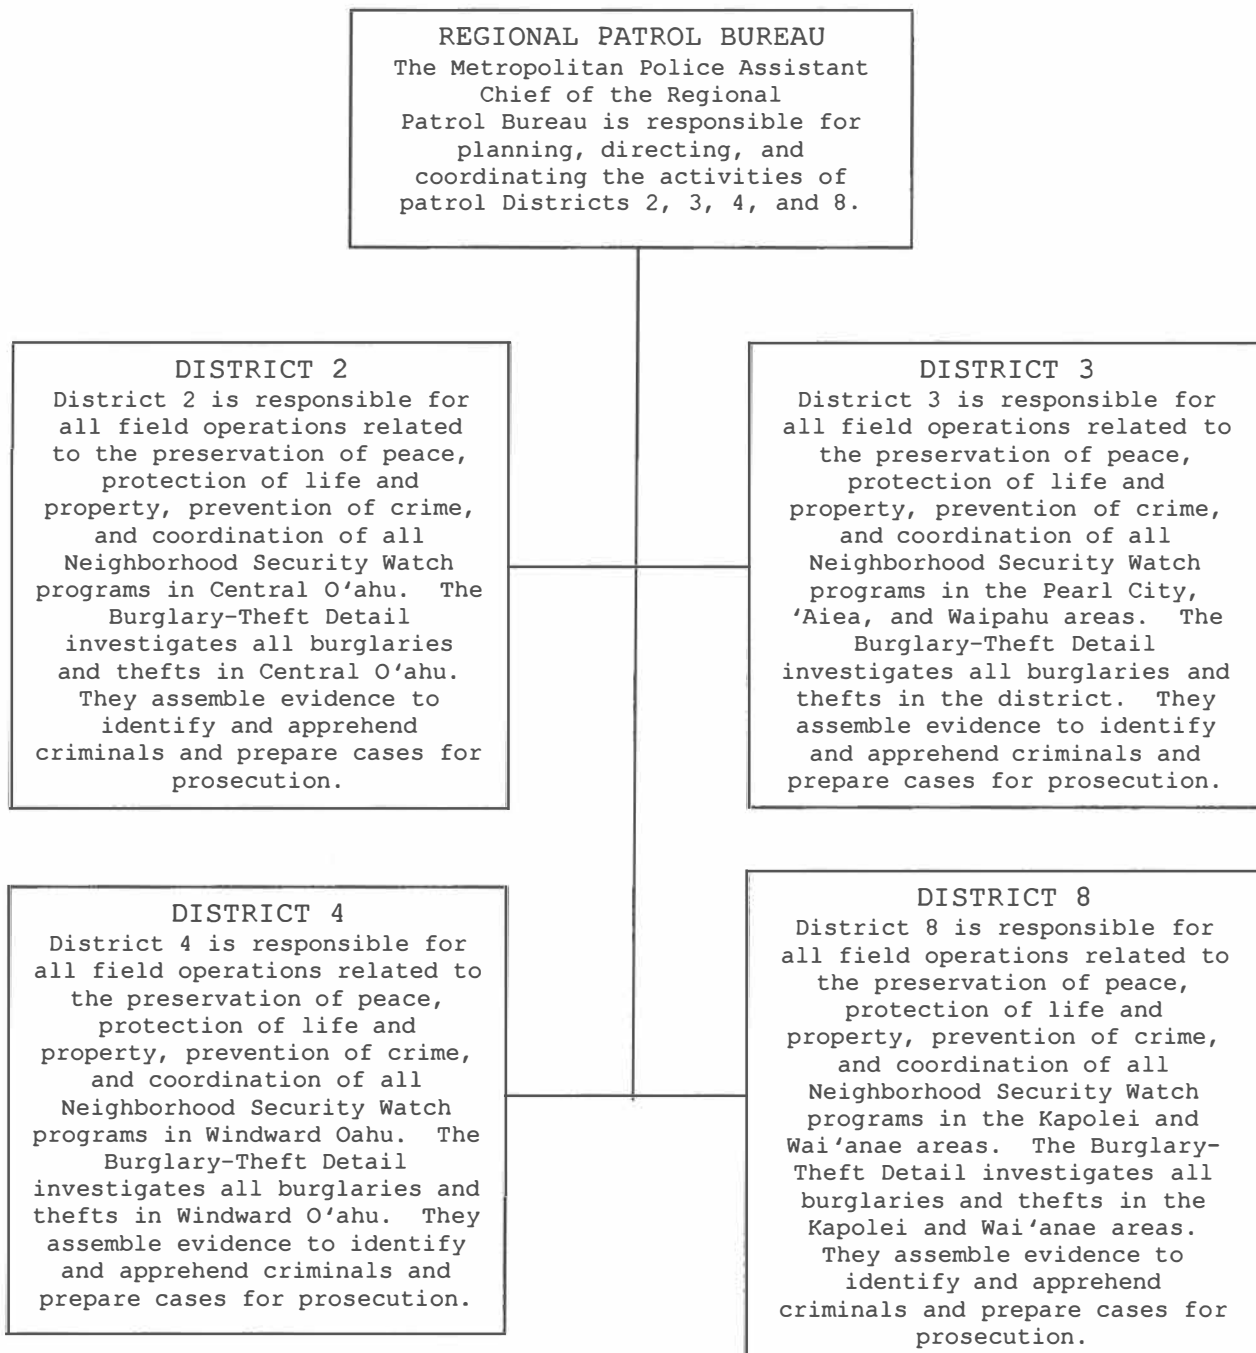 REGIONAL PATROL BUREAU
The Metropolitan Police Assistant
Chief of the Regional
Patrol Bureau is responsible for
planning, directing, and
coordinating the activities of
patrol Districts 2, 3, 4, and 8.
DISTRICT 2
District 2 is responsible for
all field operations related
to the preservation of peace,
protection of life and
property, prevention of crime,
and coordination of all
Neighborhood Security Watch
programs in Central Oʻahu.  The
Burglary-Theft Detail
investigates all burglaries
and thefts in Central Oʻahu.
They assemble evidence to
identify and apprehend
criminals and prepare cases for
prosecution.
DISTRICT 3
District 3 is responsible for
all field operations related to
the preservation of peace,
protection of life and
property, prevention of crime,
and coordination of all
Neighborhood Security Watch
programs in the Pearl City,
ʻAiea, and Waipahu areas.  The
Burglary-Theft Detail
investigates all burglaries and
thefts in the district.  They
assemble evidence to identify
and apprehend criminals and
prepare cases for prosecution.
DISTRICT 4
District 4 is responsible for
all field operations related to
the preservation of peace,
protection of life and
property, prevention of crime,
and coordination of all
Neighborhood Security Watch
programs in Windward Oahu.  The
Burglary-Theft Detail
investigates all burglaries and
thefts in Windward Oʻahu.  They
assemble evidence to identify
and apprehend criminals and
prepare cases for prosecution.
DISTRICT 8
District 8 is responsible for
all field operations related to
the preservation of peace,
protection of life and
property, prevention of crime,
and coordination of all
Neighborhood Security Watch
programs in the Kapolei and
Waiʻanae areas.  The Burglary-
Theft Detail investigates all
burglaries and thefts in the
Kapolei and Waiʻanae areas.
They assemble evidence to
identify and apprehend
criminals and prepare cases for
prosecution.